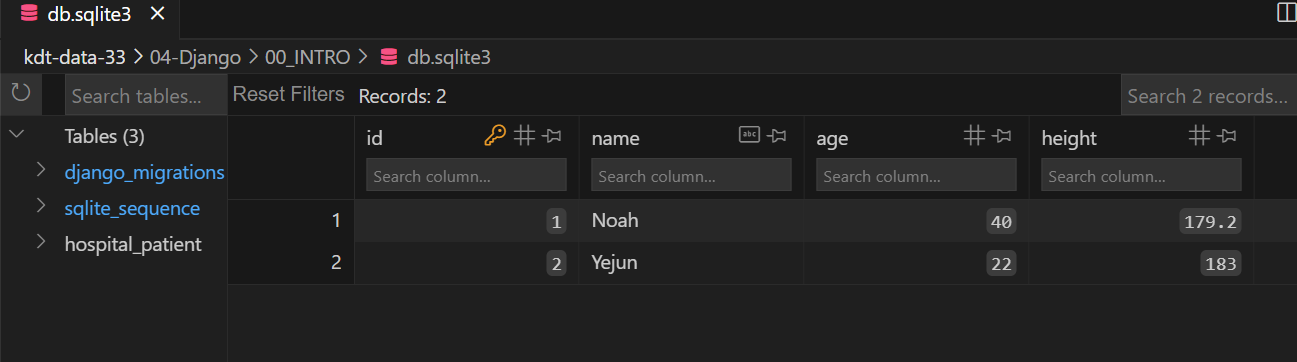 db.sqlite3
kdt-data-33 > 04-Django > 00_INTRO > db.sqlite3
Search tables... Reset Filters Records: 2 Search 2 records...
Tables (3)
django_migrations
sqlite_sequence
hospital_patient
id name abc age height
Search column... Search column... Search column... Search column...
1 1 Noah 40 179.2
2 2 Yejun 22 183